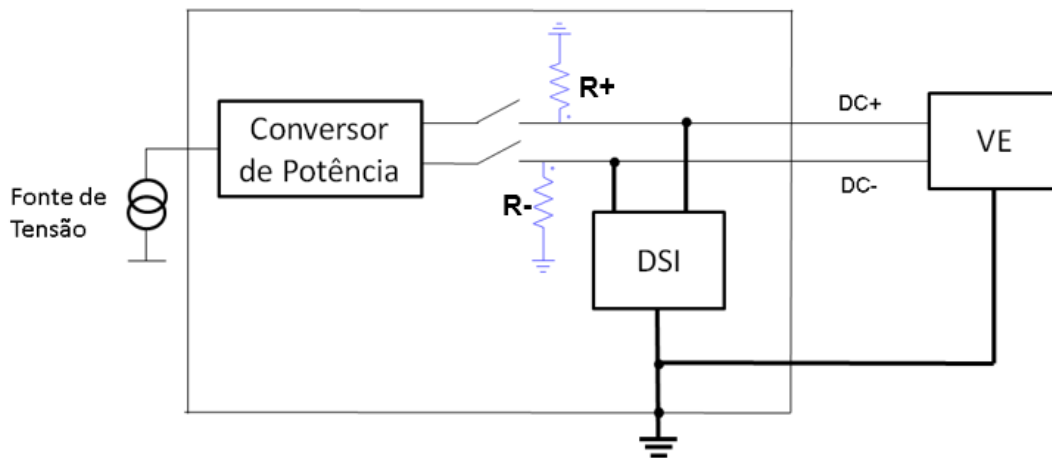 R+
DC+
Conversor
de Potência
VE
Fonte de
Tensão
R-
DC-
DSI